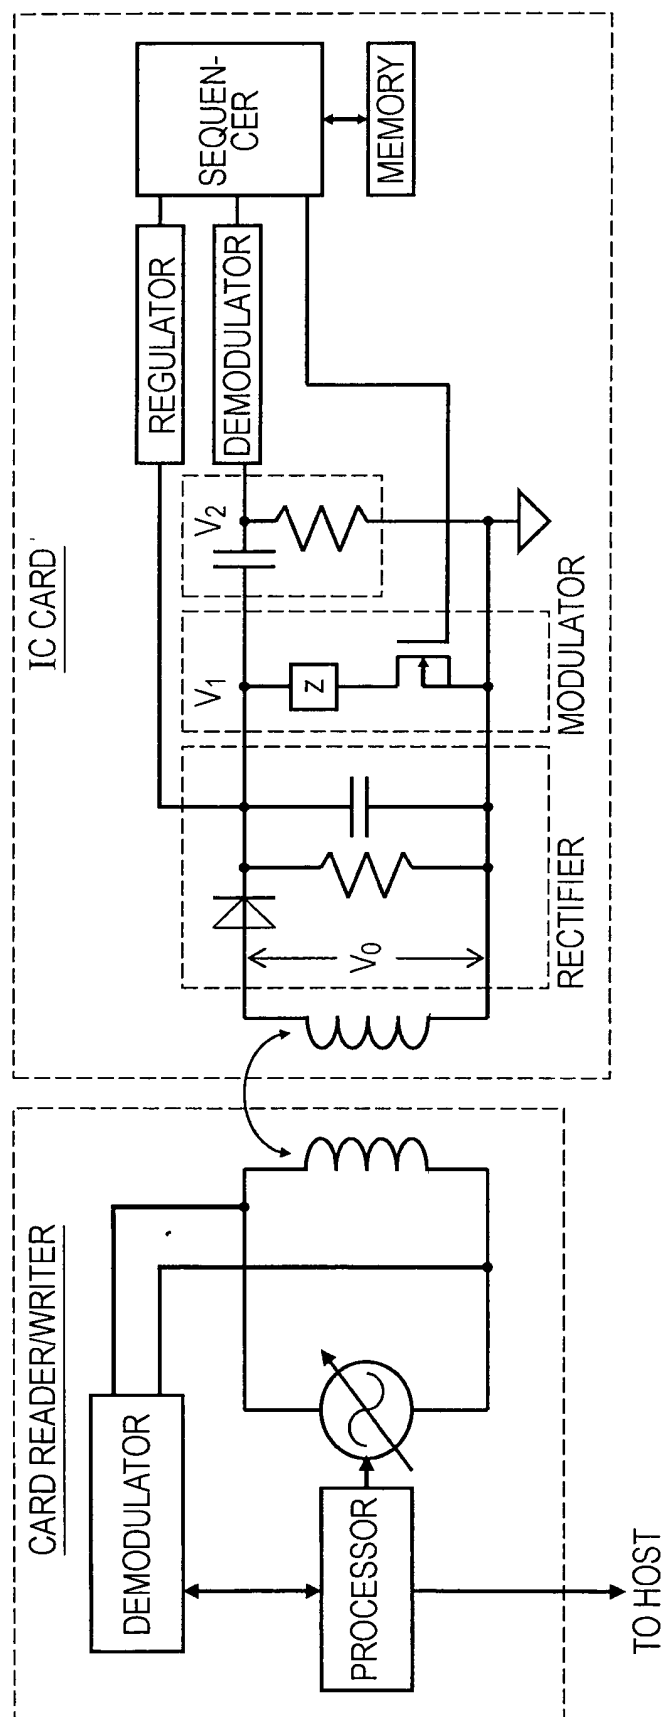 CARD READER/WRITER
DEMODULATOR
PROCESSOR
TO HOST
IC CARD
V0
RECTIFIER
V1
Z
MODULATOR
V2
REGULATOR
DEMODULATOR
SEQUEN-
CER
MEMORY